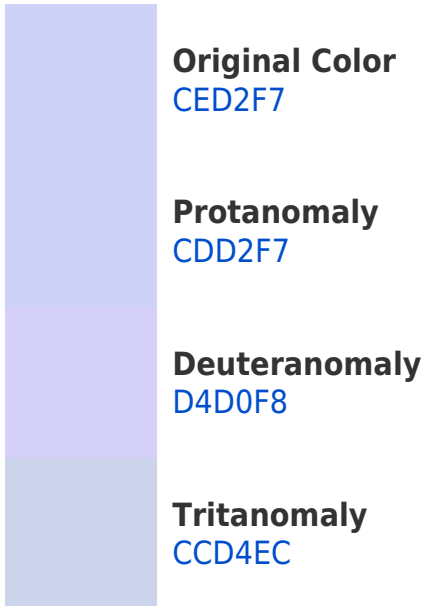 Original Color
CED2F7
Protanomaly
CDD2F7
Deuteranomaly
D4D0F8
Tritanomaly
CCD4EC